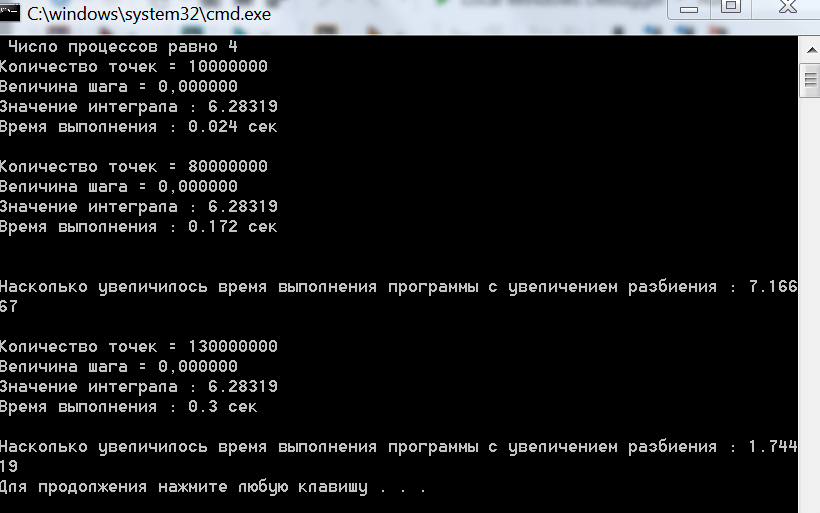 C:\windows\system32\cmd.exe
Число процессов равно 4
Количество точек = 10000000
Величина шага = 0,000000
Значение интеграла : 6.28319
Время выполнения : 0.024 сек
Количество точек = 80000000
Величина шага = 0,000000
Значение интеграла : 6.28319
Время выполнения : 0.172 сек
Насколько увеличилось время выполнения программы с увеличением разбиения : 7.166
67
Количество точек = 130000000
Величина шага = 0,000000
Значение интеграла : 6.28319
Время выполнения : 0.3 сек
Насколько увеличилось время выполнения программы с увеличением разбиения : 1.744
19
Для продолжения нажмите любую клавишу . . .